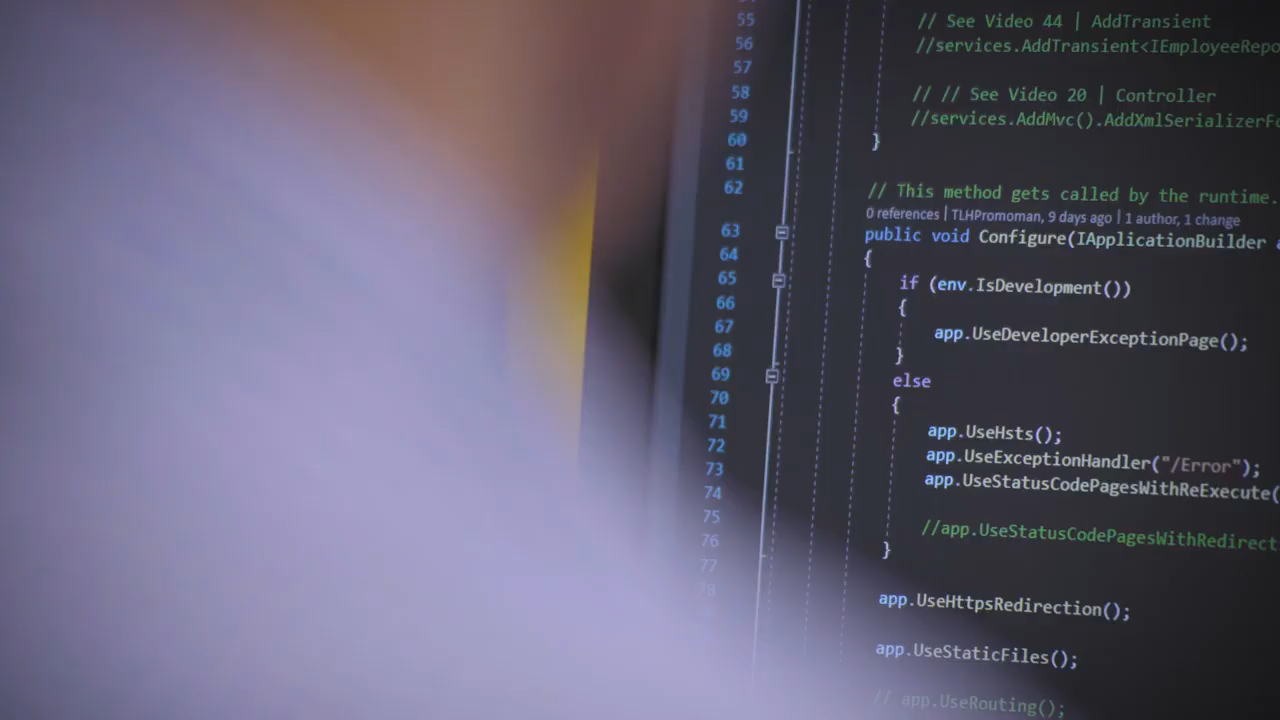 55 // See Video 44 | AddTransient
56 //services.AddTransient<IEmployeeRepo
57
58 // // See Video 20 | Controller
59 //services.AddMvc().AddXmlSerializerFo
60 }
61
62 // This method gets called by the runtime.
0 references | TLHPromoman, 9 days ago | 1 author, 1 change
63 public void Configure(IApplicationBuilder
64 {
65 if (env.IsDevelopment())
66 {
67 app.UseDeveloperExceptionPage();
68 }
69 else
70 {
71 app.UseHsts();
72 app.UseExceptionHandler("/Error");
73 app.UseStatusCodePagesWithReExecute(
74
75 //app.UseStatusCodePagesWithRedirect
76 }
77
78 app.UseHttpsRedirection();
app.UseStaticFiles();
// app.UseRouting();